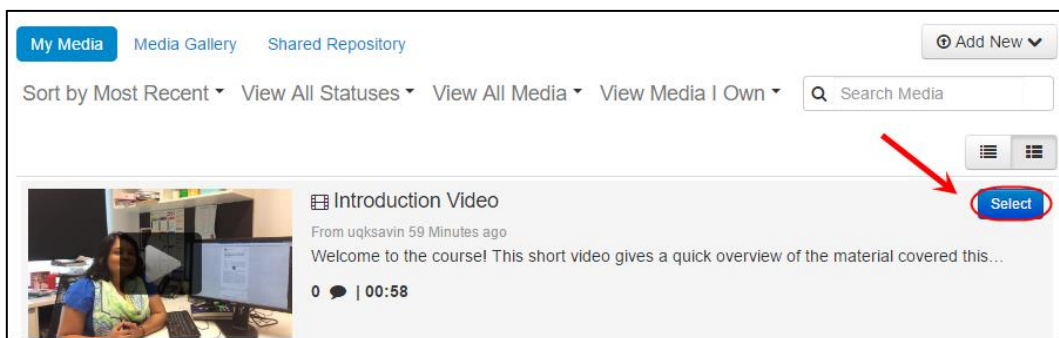 My Media Media Gallery Shared Repository Add New
Sort by Most Recent View All Statuses View All Media View Media I Own Search Media
Introduction Video Select
From uqksavin 59 Minutes ago
Welcome to the course! This short video gives a quick overview of the material covered this...
0 | 00:58